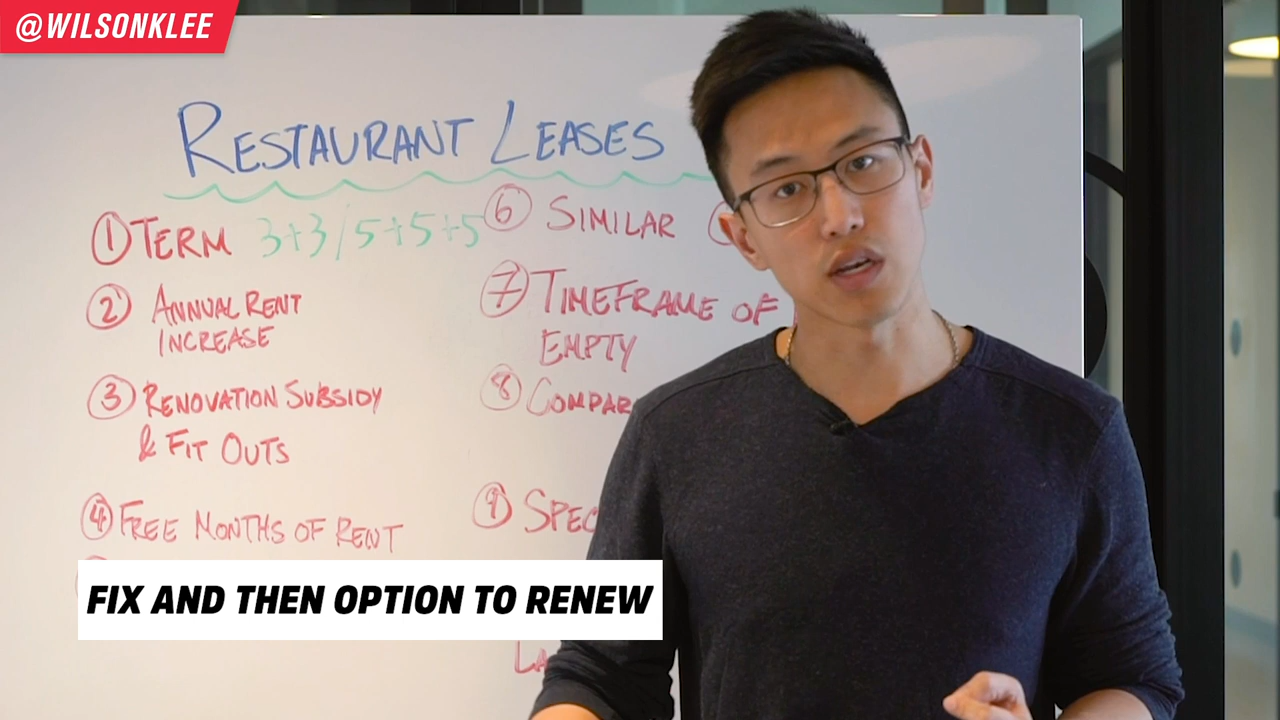 @WILSONKLEE
RESTAURANT LEASES
① TERM 3+3/5+5+5
② ANNUAL RENT
INCREASE
③ RENOVATION SUBSIDY
& FIT OUTS
④ FREE MONTHS OF RENT
⑥ SIMILAR
⑦ TIMEFRAME OF
EMPTY
⑧ COMPAR
⑨ SPEC
LA
FIX AND THEN OPTION TO RENEW